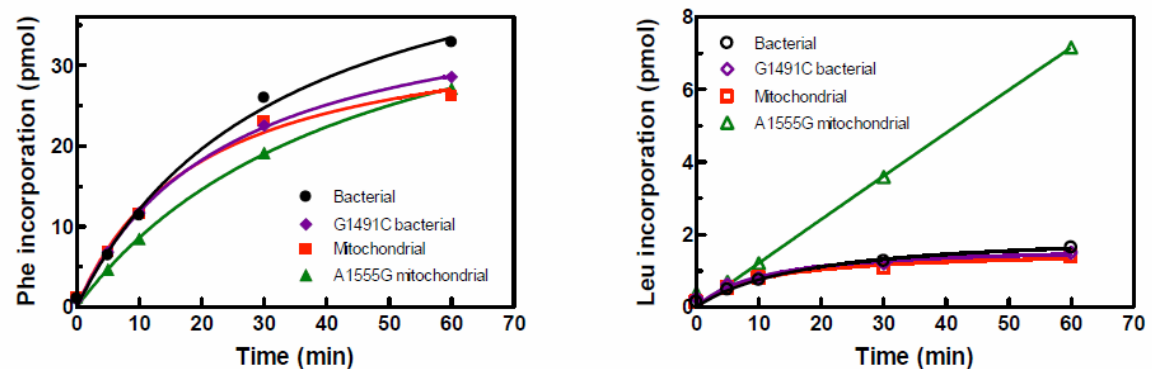 Phe incorporation (pmol)
30
20
10
0
Bacterial
G1491C bacterial
Mitochondrial
A1555G mitochondrial
0 10 20 30 40 50 60 70
Time (min)
Leu incorporation (pmol)
8
6
4
2
0
Bacterial
G1491C bacterial
Mitochondrial
A1555G mitochondrial
0 10 20 30 40 50 60 70
Time (min)